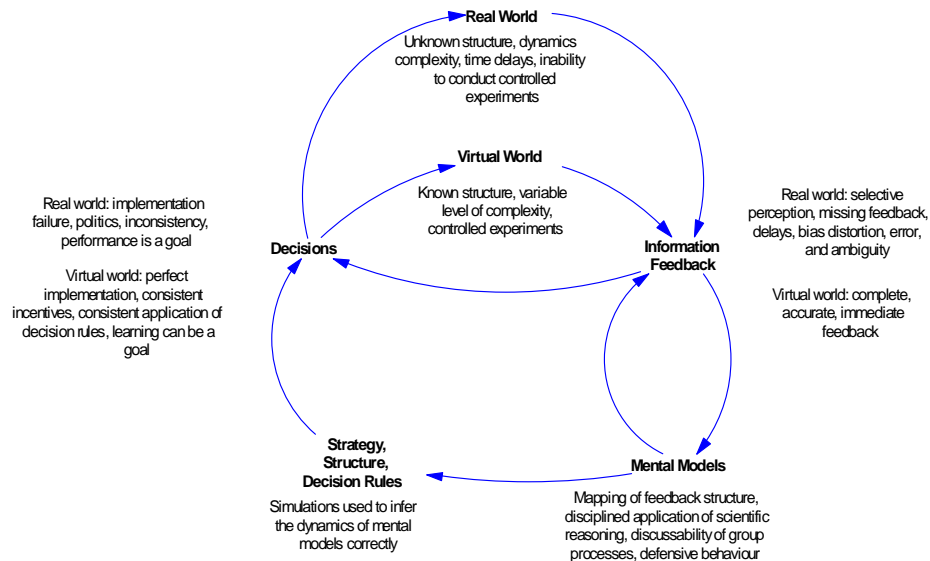 Real World
Unknown structure, dynamics
complexity, time delays, inability
to conduct controlled
experiments
Virtual World
Known structure, variable
level of complexity,
controlled experiments
Real world: implementation
failure, politics, inconsistency,
performance is a goal
Virtual world: perfect
implementation, consistent
incentives, consistent application of
decision rules, learning can be a
goal
Decisions
Information
Feedback
Real world: selective
perception, missing feedback,
delays, bias distortion, error,
and ambiguity
Virtual world: complete,
accurate, immediate
feedback
Strategy,
Structure,
Decision Rules
Simulations used to infer
the dynamics of mental
models correctly
Mental Models
Mapping of feedback structure,
disciplined application of scientific
reasoning, discussability of group
processes, defensive behaviour